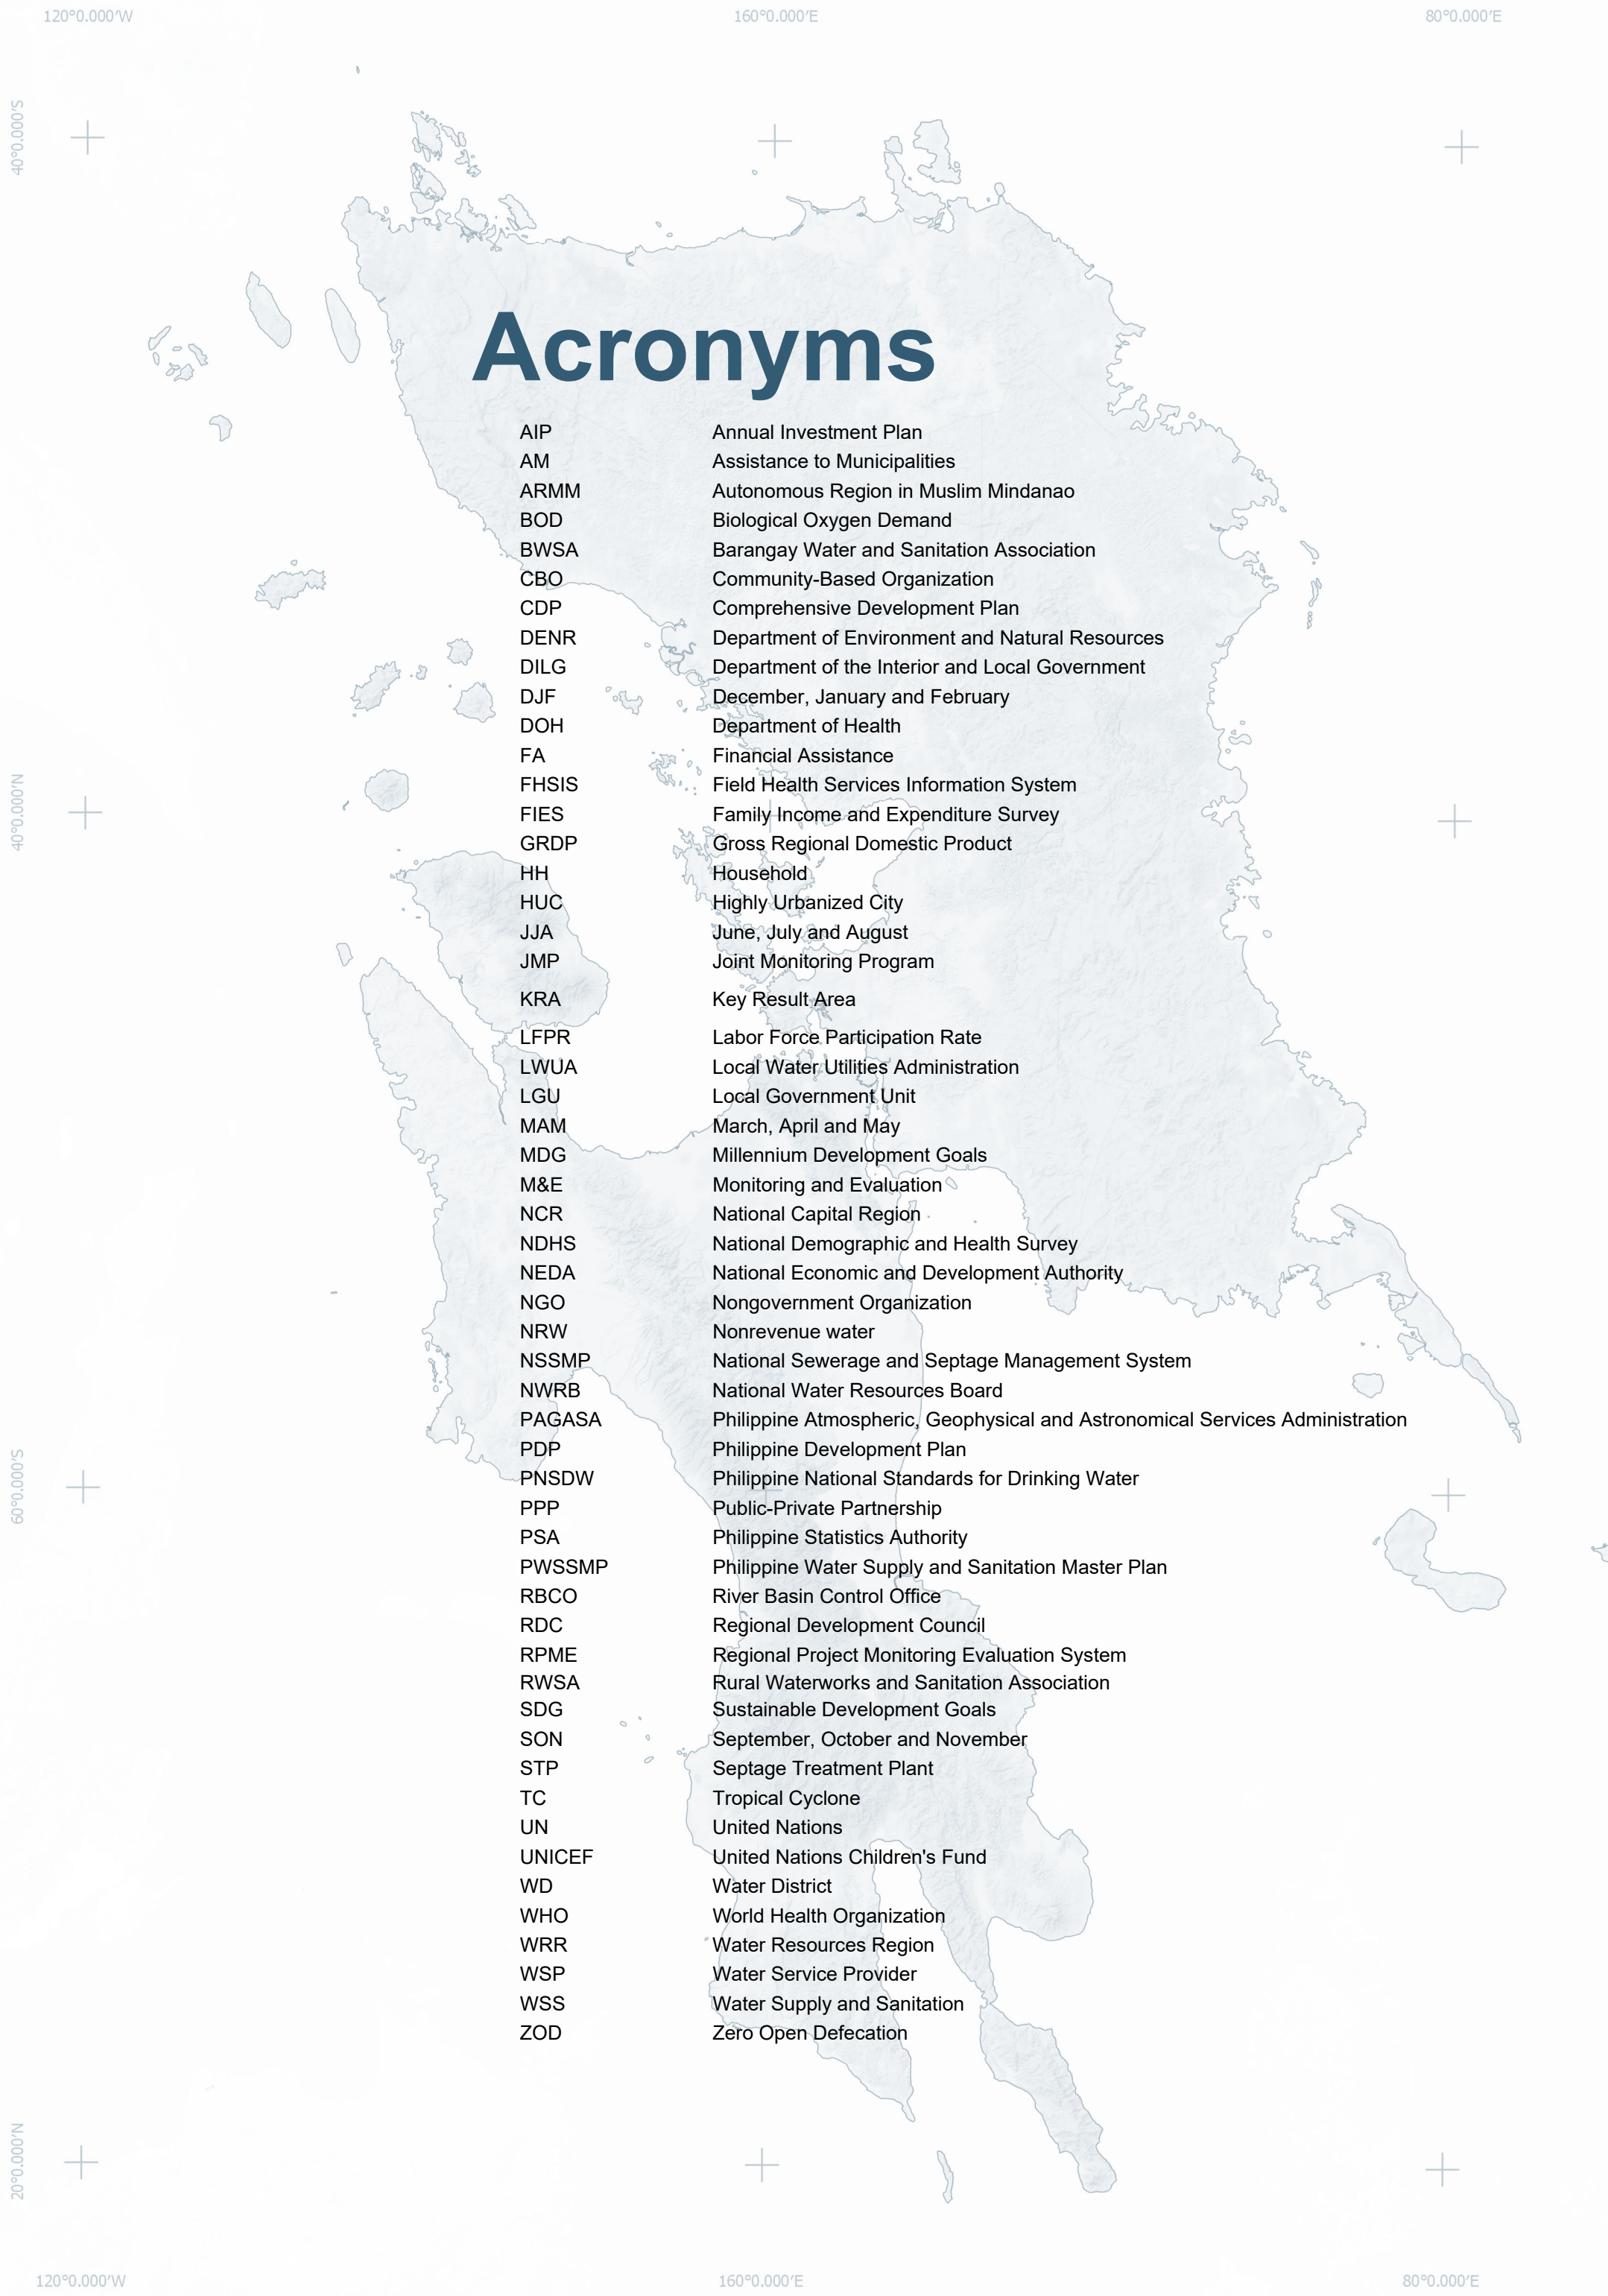 120°0.000′W 160°0.000′E 80°0.000′E
40°0.000′S
Acronyms
AIP Annual Investment Plan
AM Assistance to Municipalities
ARMM Autonomous Region in Muslim Mindanao
BOD Biological Oxygen Demand
BWSA Barangay Water and Sanitation Association
CBO Community-Based Organization
CDP Comprehensive Development Plan
DENR Department of Environment and Natural Resources
DILG Department of the Interior and Local Government
DJF December, January and February
DOH Department of Health
FA Financial Assistance
FHSIS Field Health Services Information System
40°0.000′N
FIES Family Income and Expenditure Survey
GRDP Gross Regional Domestic Product
HH Household
HUC Highly Urbanized City
JJA June, July and August
JMP Joint Monitoring Program
KRA Key Result Area
LFPR Labor Force Participation Rate
LWUA Local Water Utilities Administration
LGU Local Government Unit
MAM March, April and May
MDG Millennium Development Goals
M&E Monitoring and Evaluation
NCR National Capital Region
NDHS National Demographic and Health Survey
NEDA National Economic and Development Authority
NGO Nongovernment Organization
NRW Nonrevenue water
NSSMP National Sewerage and Septage Management System
NWRB National Water Resources Board
PAGASA Philippine Atmospheric, Geophysical and Astronomical Services Administration
PDP Philippine Development Plan
PNSDW Philippine National Standards for Drinking Water
60°0.000′S
PPP Public-Private Partnership
PSA Philippine Statistics Authority
PWSSMP Philippine Water Supply and Sanitation Master Plan
RBCO River Basin Control Office
RDC Regional Development Council
RPME Regional Project Monitoring Evaluation System
RWSA Rural Waterworks and Sanitation Association
SDG Sustainable Development Goals
SON September, October and November
STP Septage Treatment Plant
TC Tropical Cyclone
UN United Nations
UNICEF United Nations Children's Fund
WD Water District
WHO World Health Organization
WRR Water Resources Region
WSP Water Service Provider
WSS Water Supply and Sanitation
ZOD Zero Open Defecation
20°0.000′N
120°0.000′W 160°0.000′E 80°0.000′E